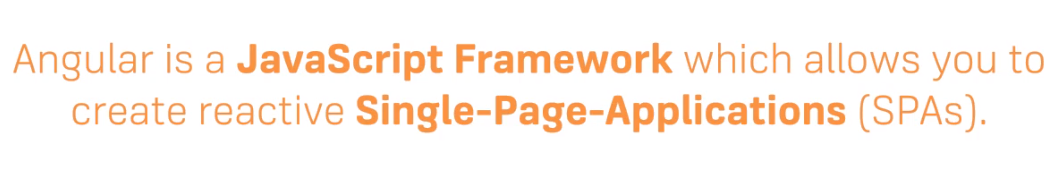 Angular is a JavaScript Framework which allows you to
create reactive Single-Page-Applications (SPAs).